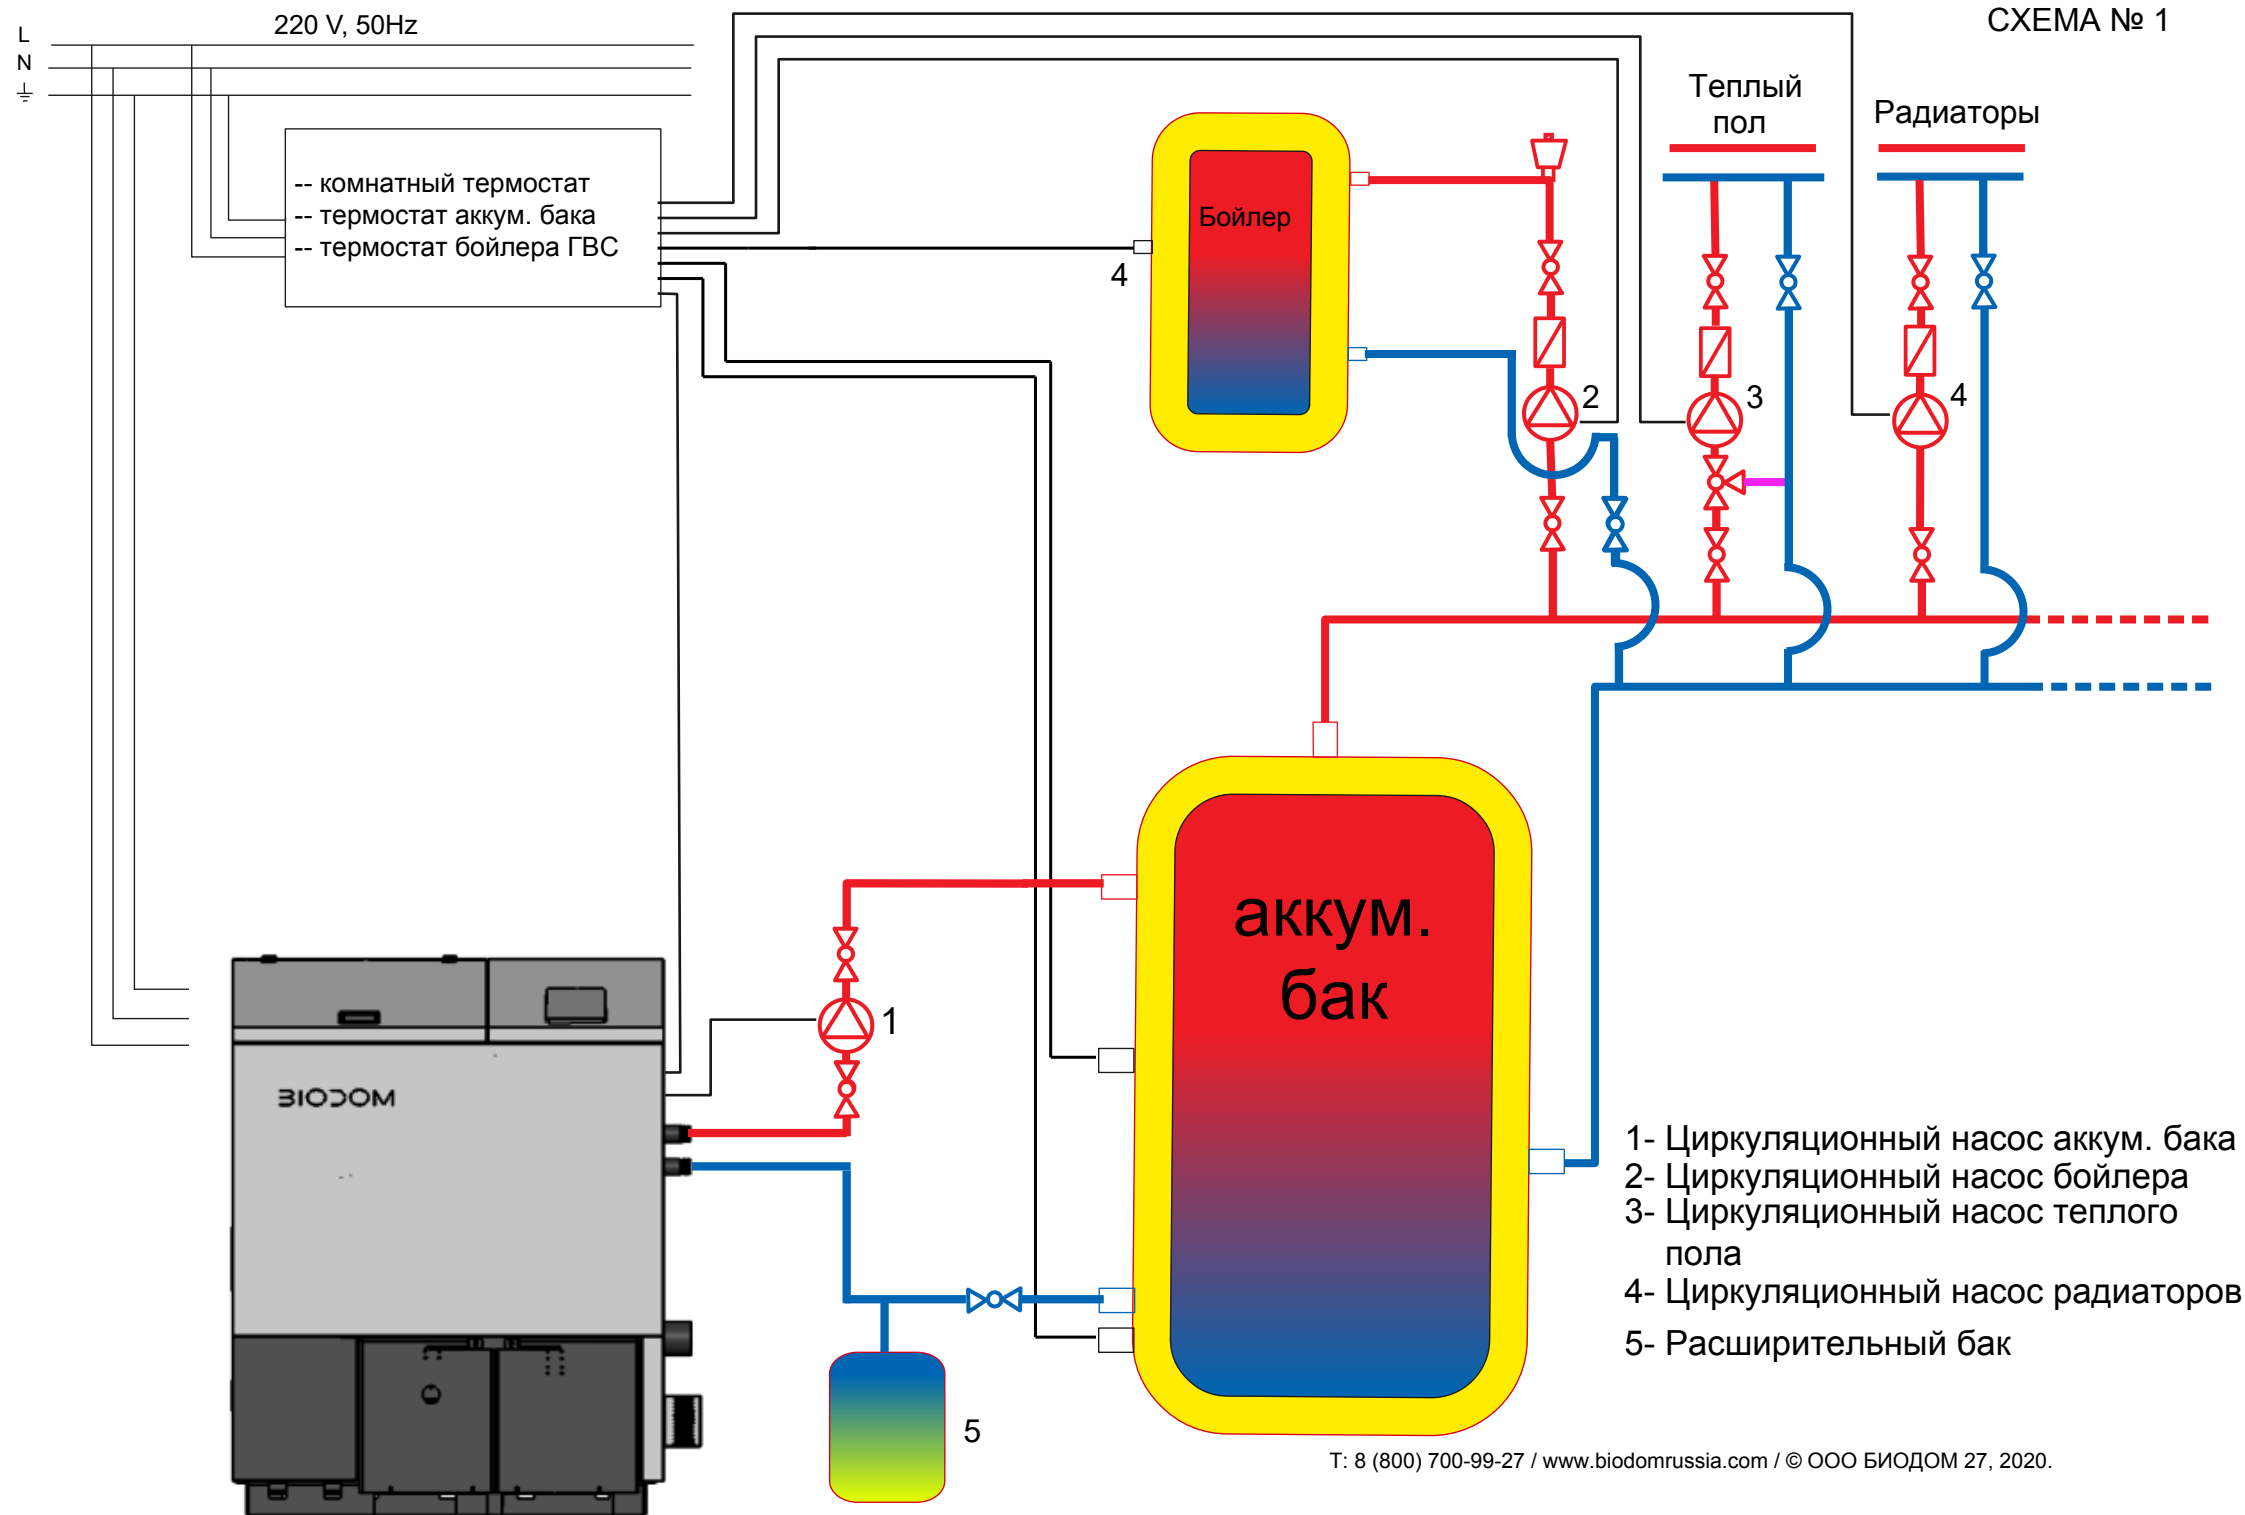 СХЕМА № 1
220 V, 50Hz
L
N
-- комнатный термостат
-- термостат аккум. бака
-- термостат бойлера ГВС
Теплый
пол
Радиаторы
Бойлер
4
2
3
4
аккум.
бак
1
BIODOM
5
1- Циркуляционный насос аккум. бака
2- Циркуляционный насос бойлера
3- Циркуляционный насос теплого
пола
4- Циркуляционный насос радиаторов
5- Расширительный бак
Т: 8 (800) 700-99-27 / www.biodomrussia.com / © ООО БИОДОМ 27, 2020.